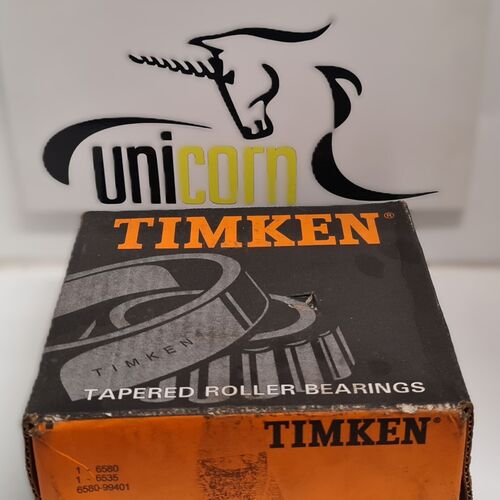 unicorn
TIMKEN®
TIMKEN
TAPERED ROLLER BEARINGS
TIMKEN®
1 - 6580
1 - 6535
6580-99401